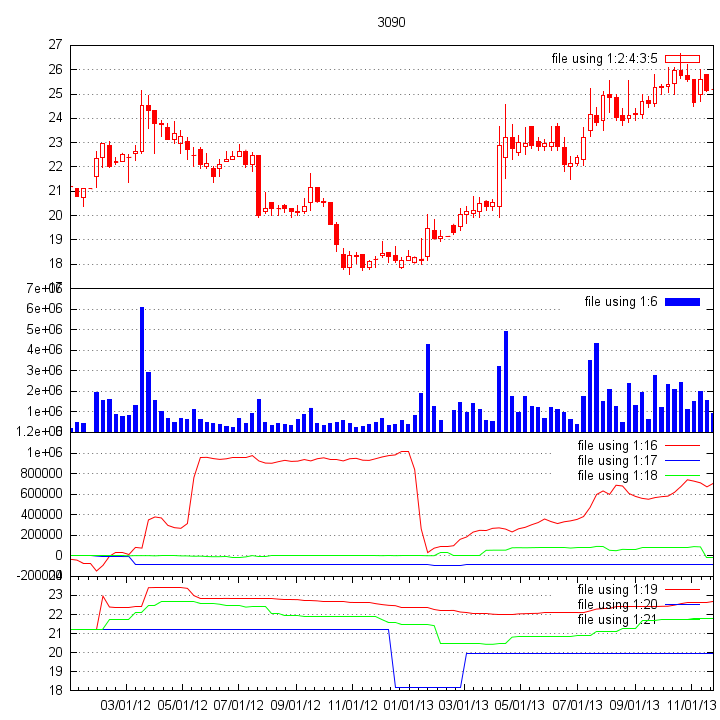 3090
27
file using 1:2:4:3:5
26
25
24
23
22
21
20
19
18
17
7e+06
file using 1:6
6e+06
5e+06
4e+06
3e+06
2e+06
1e+06
0
1.2e+06
file using 1:16
1e+06
file using 1:17
800000
file using 1:18
600000
400000
200000
0
-200000
24
file using 1:19
23
file using 1:20
22
file using 1:21
21
20
19
18
03/01/12 05/01/12 07/01/12 09/01/12 11/01/12 01/01/13 03/01/13 05/01/13 07/01/13 09/01/13 11/01/13